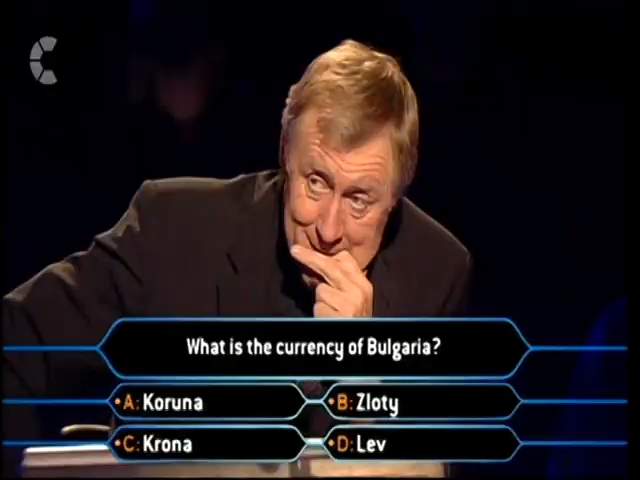 What is the currency of Bulgaria?
A: Koruna
B: Zloty
C: Krona
D: Lev